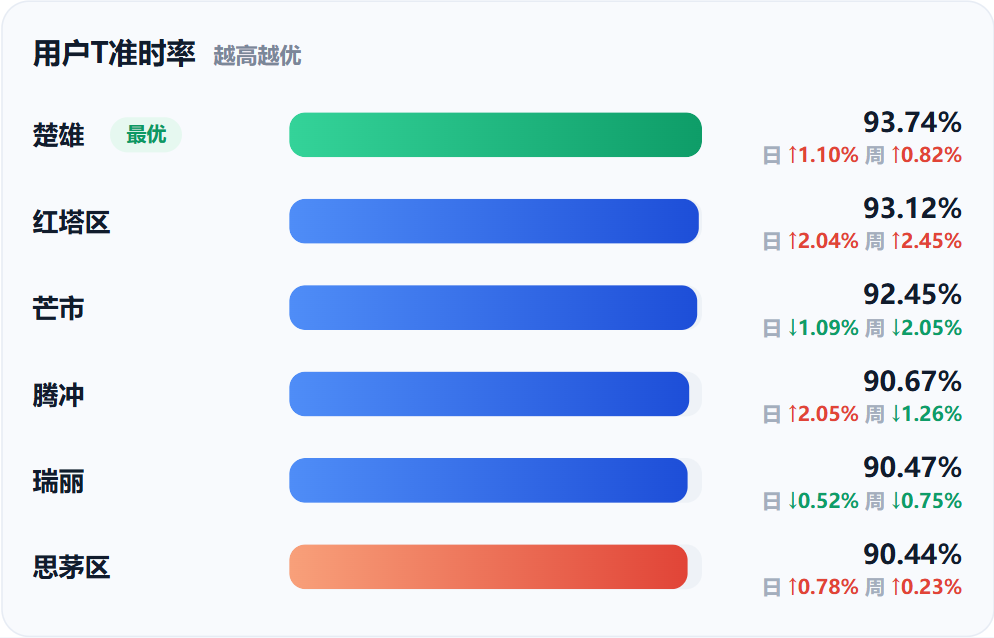 用户T准时率 越高越优
楚雄 最优 93.74%
日 ↑1.10% 周 ↑0.82%
红塔区 93.12%
日 ↑2.04% 周 ↑2.45%
芒市 92.45%
日 ↓1.09% 周 ↓2.05%
腾冲 90.67%
日 ↑2.05% 周 ↓1.26%
瑞丽 90.47%
日 ↓0.52% 周 ↓0.75%
思茅区 90.44%
日 ↑0.78% 周 ↑0.23%